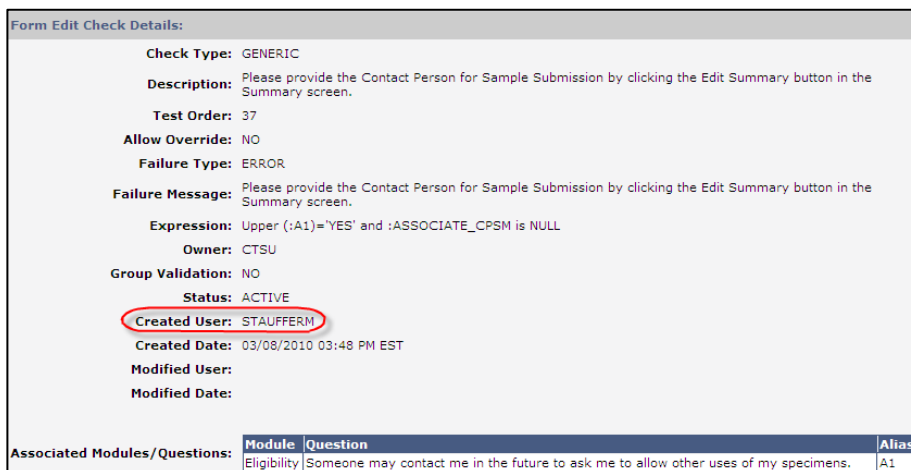 Form Edit Check Details:
Check Type: GENERIC
Description: Please provide the Contact Person for Sample Submission by clicking the Edit Summary button in the
Summary screen.
Test Order: 37
Allow Override: NO
Failure Type: ERROR
Failure Message: Please provide the Contact Person for Sample Submission by clicking the Edit Summary button in the
Summary screen.
Expression: Upper (:A1)='YES' and :ASSOCIATE_CPSM is NULL
Owner: CTSU
Group Validation: NO
Status: ACTIVE
Created User: STAUFFERM
Created Date: 03/08/2010 03:48 PM EST
Modified User:
Modified Date:
Associated Modules/Questions:
Module Question Alias
Eligibility Someone may contact me in the future to ask me to allow other uses of my specimens. A1